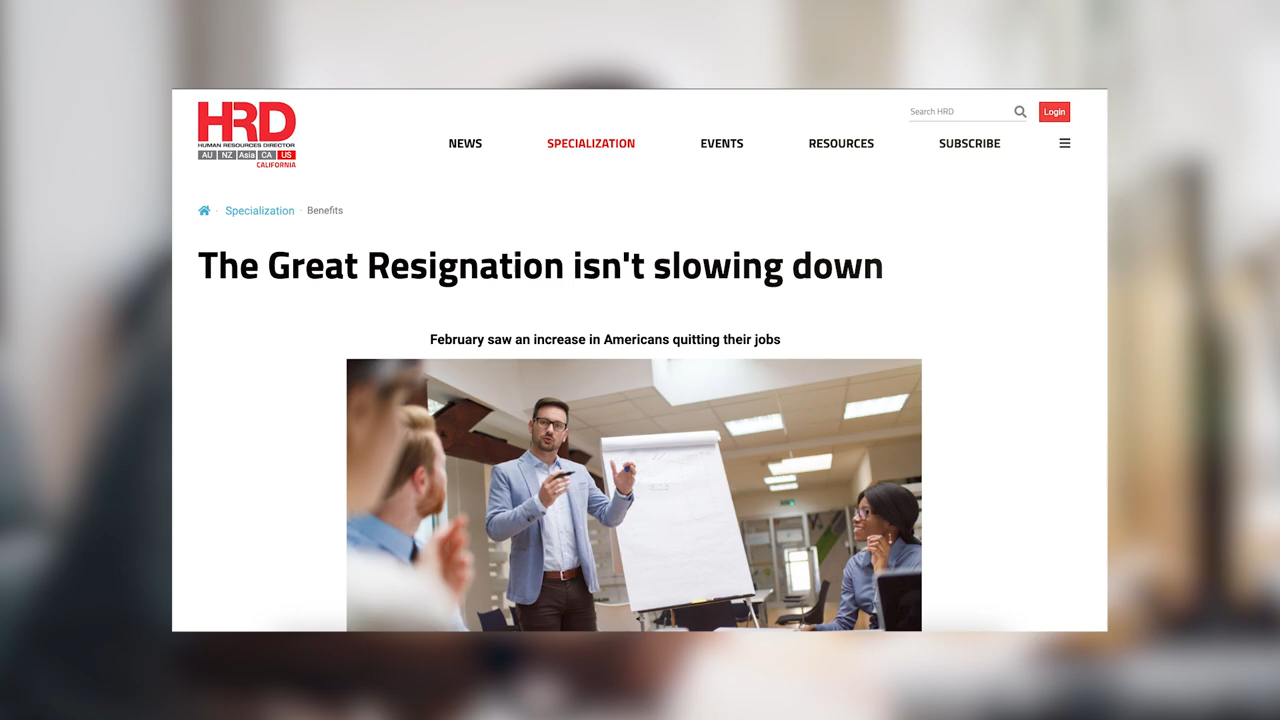 HRD
HUMAN RESOURCES DIRECTOR
AU NZ Asia CA US
CALIFORNIA
Search HRD
Login
NEWS SPECIALIZATION EVENTS RESOURCES SUBSCRIBE
Specialization · Benefits
The Great Resignation isn't slowing down
February saw an increase in Americans quitting their jobs